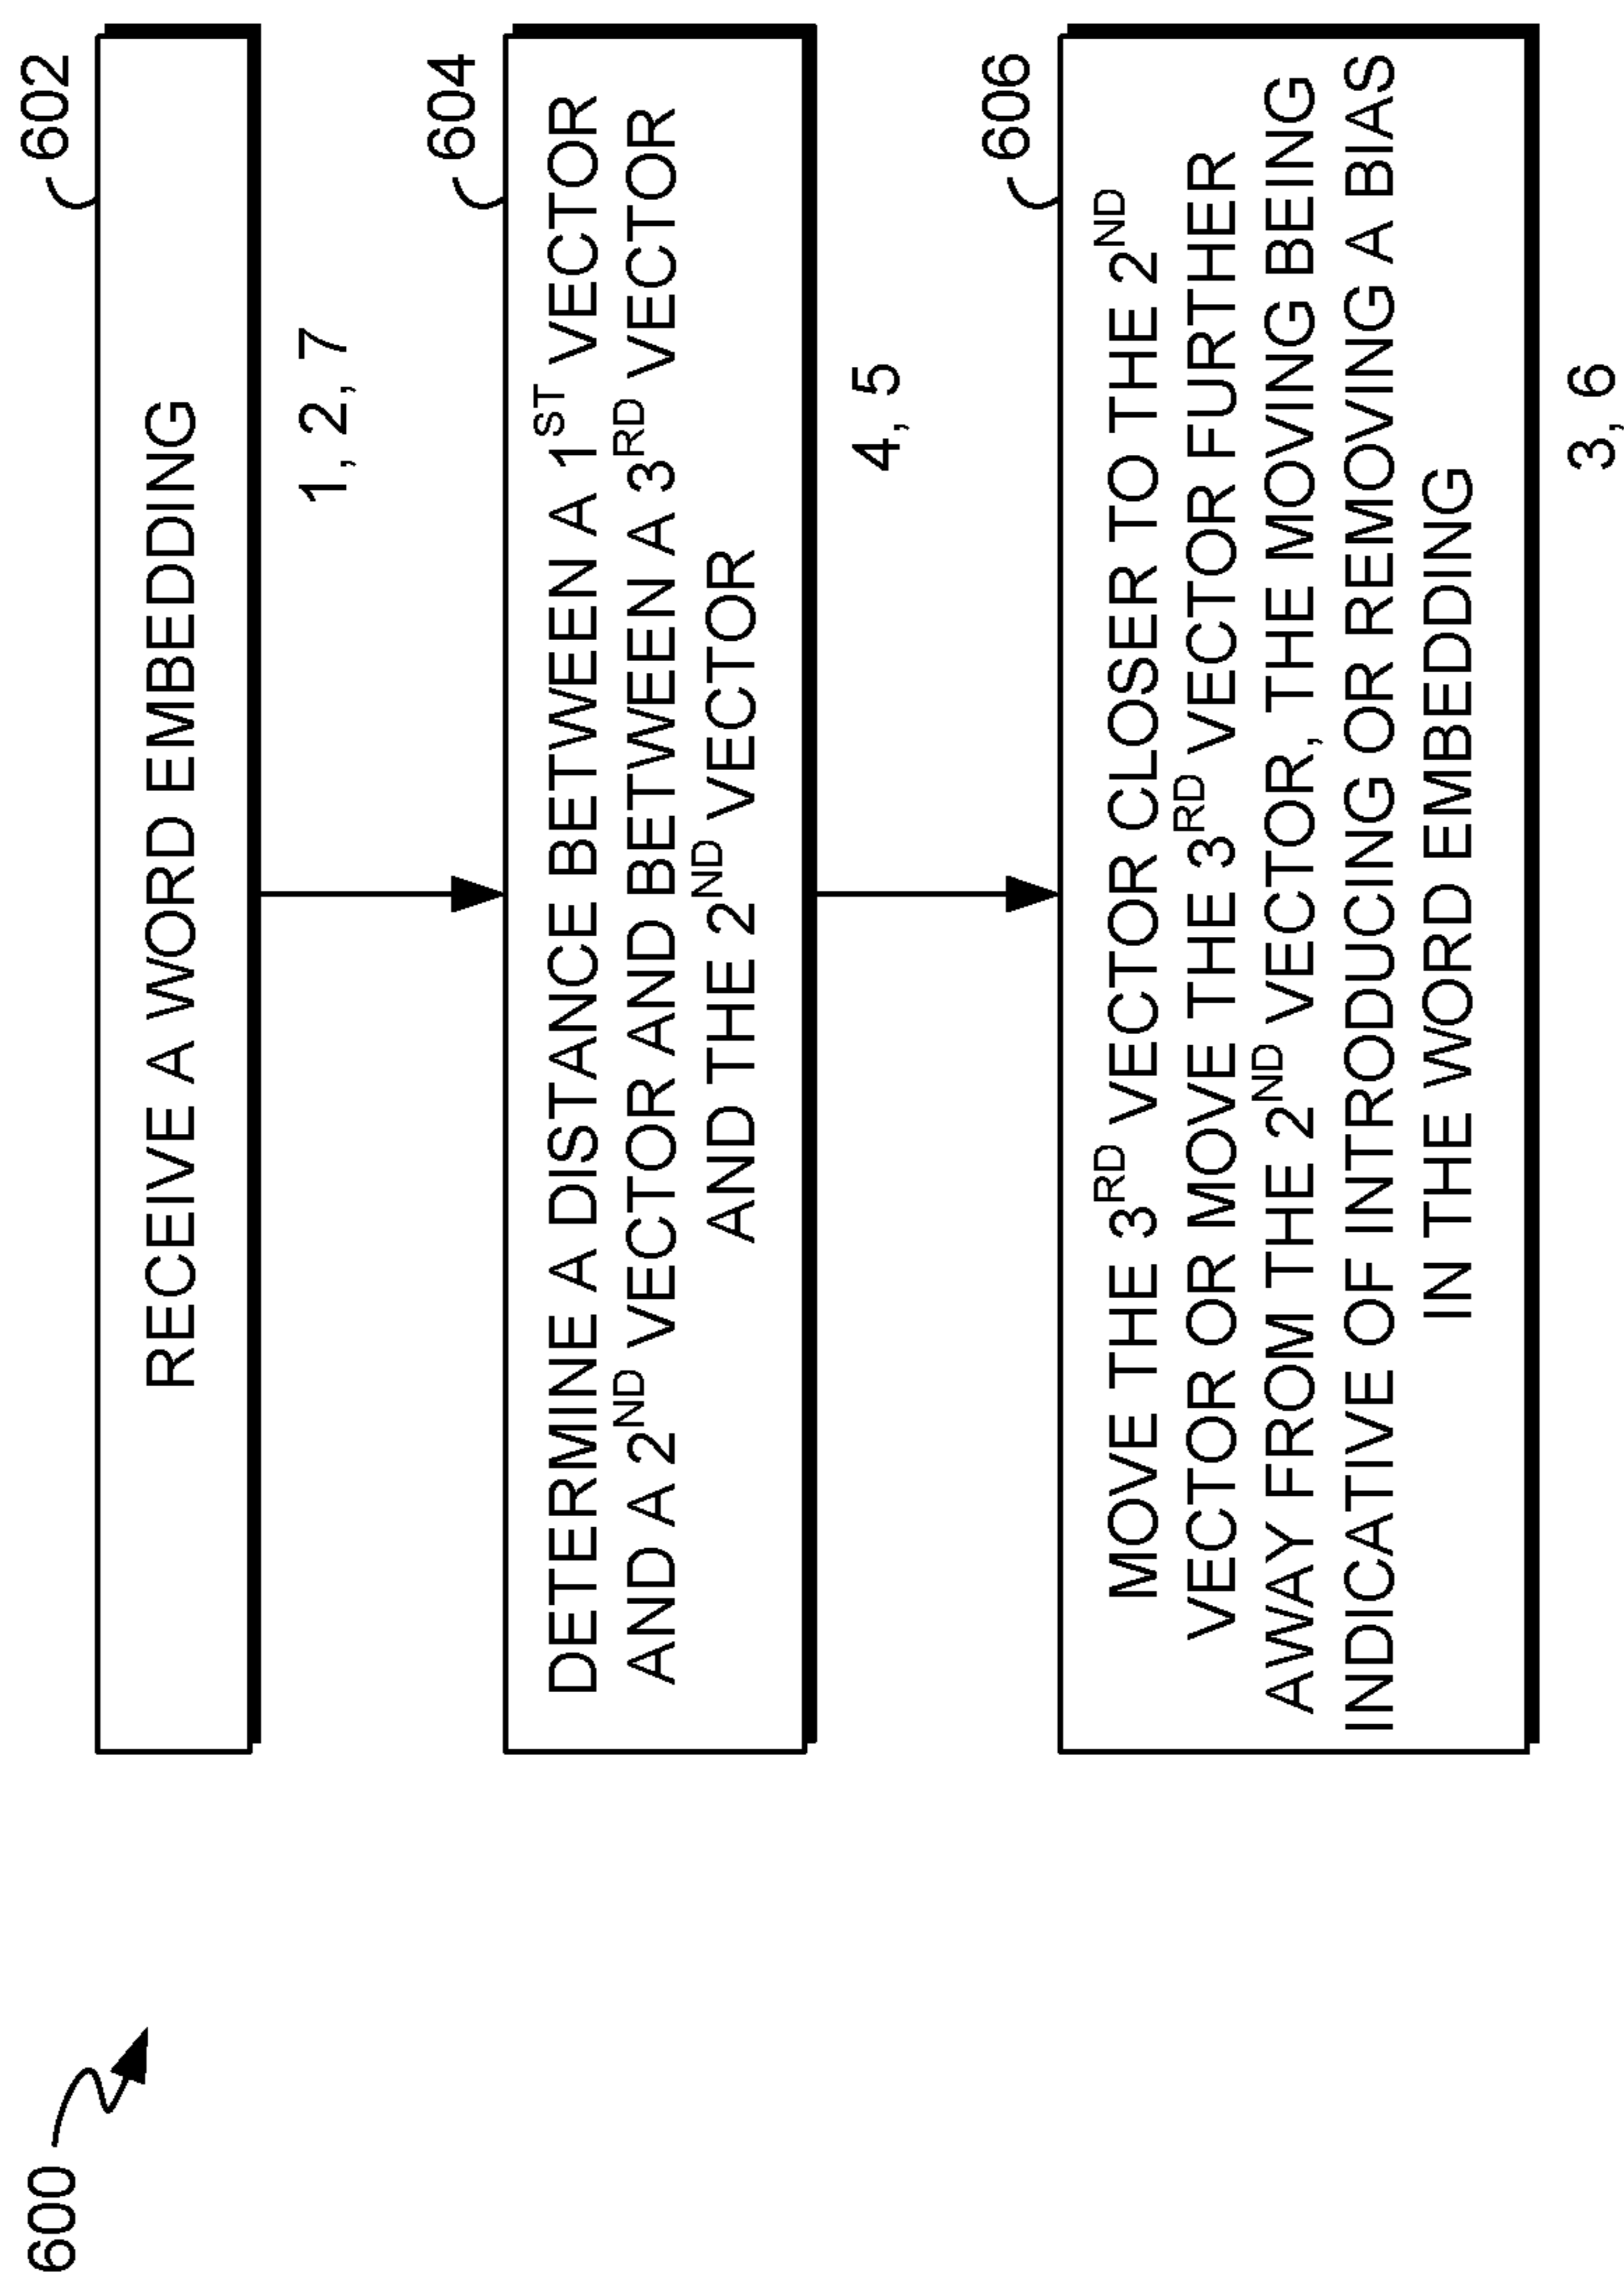 600
602
RECEIVE A WORD EMBEDDING
1, 2, 7
604
DETERMINE A DISTANCE BETWEEN A 1ST VECTOR
AND A 2ND VECTOR AND BETWEEN A 3RD VECTOR
AND THE 2ND VECTOR
4, 5
606
MOVE THE 3RD VECTOR CLOSER TO THE 2ND
VECTOR OR MOVE THE 3RD VECTOR FURTHER
AWAY FROM THE 2ND VECTOR, THE MOVING BEING
INDICATIVE OF INTRODUCING OR REMOVING A BIAS
IN THE WORD EMBEDDING
3, 6